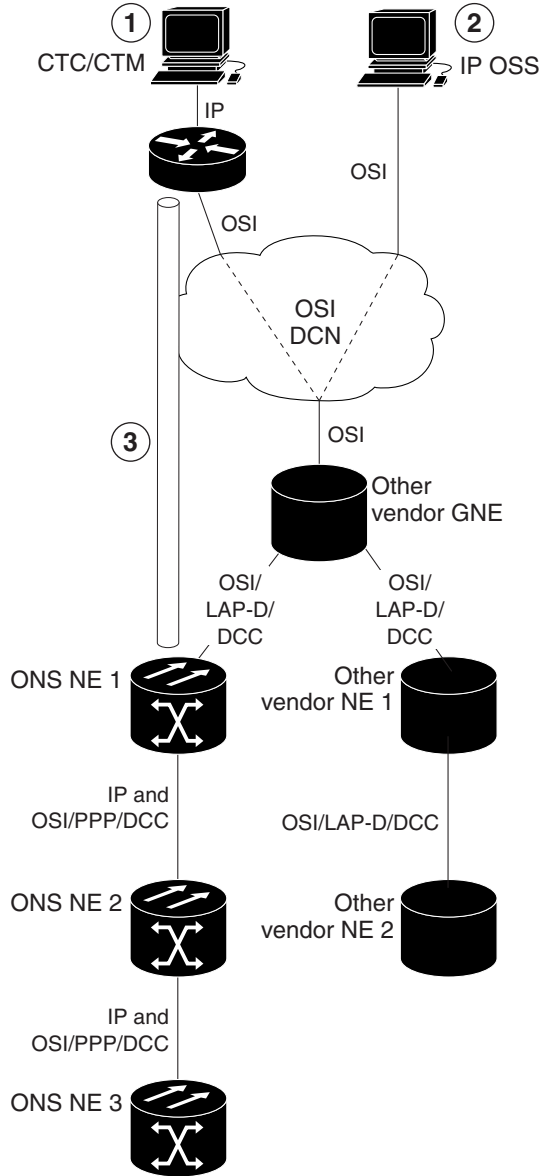 1
2
CTC/CTM
IP OSS
IP
OSI
OSI
OSI
DCN
3
OSI
Other
vendor GNE
OSI/
LAP-D/
DCC
OSI/
LAP-D/
DCC
ONS NE 1
Other
vendor NE 1
IP and
OSI/PPP/DCC
OSI/LAP-D/DCC
ONS NE 2
Other
vendor NE 2
IP and
OSI/PPP/DCC
ONS NE 3